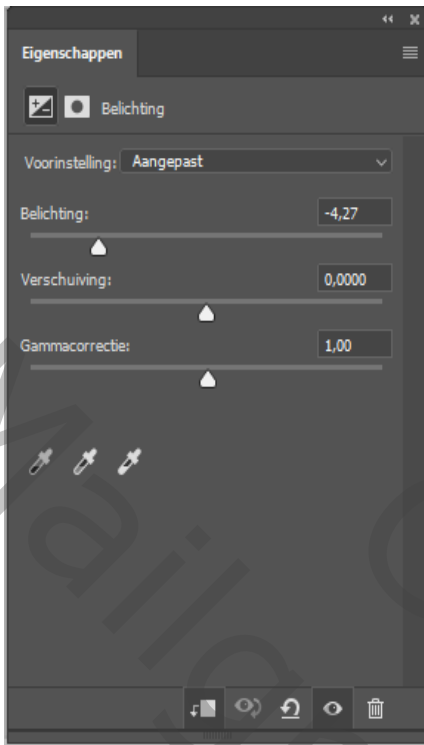 Eigenschappen
Belichting
Voorinstelling: Aangepast
Belichting: -4,27
Verschuiving: 0,0000
Gammacorrectie: 1,00